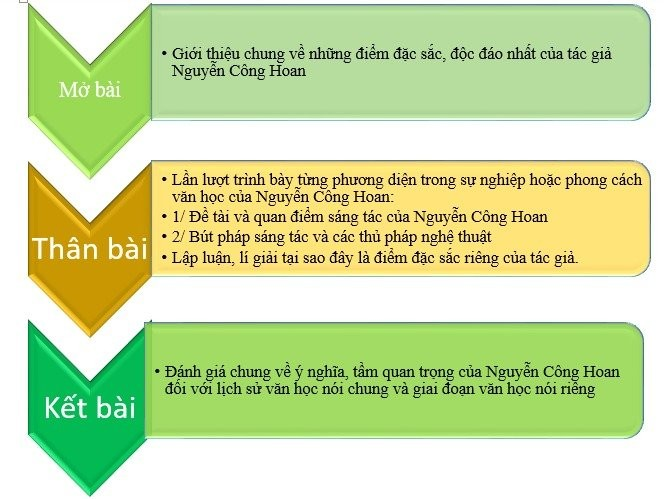 Mở bài
• Giới thiệu chung về những điểm đặc sắc, độc đáo nhất của tác giả
Nguyễn Công Hoan
Thân bài
• Lần lượt trình bày từng phương diện trong sự nghiệp hoặc phong cách
văn học của Nguyễn Công Hoan:
• 1/ Đề tài và quan điểm sáng tác của Nguyễn Công Hoan
• 2/ Bút pháp sáng tác và các thủ pháp nghệ thuật
• Lập luận, lí giải tại sao đây là điểm đặc sắc riêng của tác giả.
Kết bài
• Đánh giá chung về ý nghĩa, tầm quan trọng của Nguyễn Công Hoan
đối với lịch sử văn học nói chung và giai đoạn văn học nói riêng